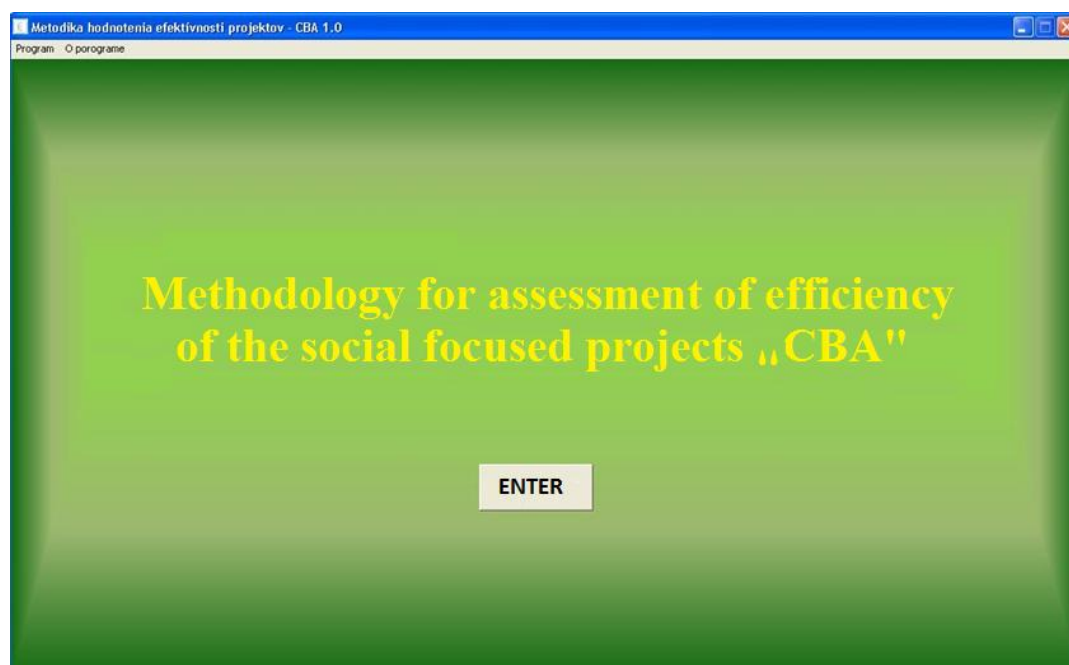 Metodika hodnotenia efektívnosti projektov - CBA 1.0
Program O porograme
Methodology for assessment of efficiency
of the social focused projects „CBA"
ENTER